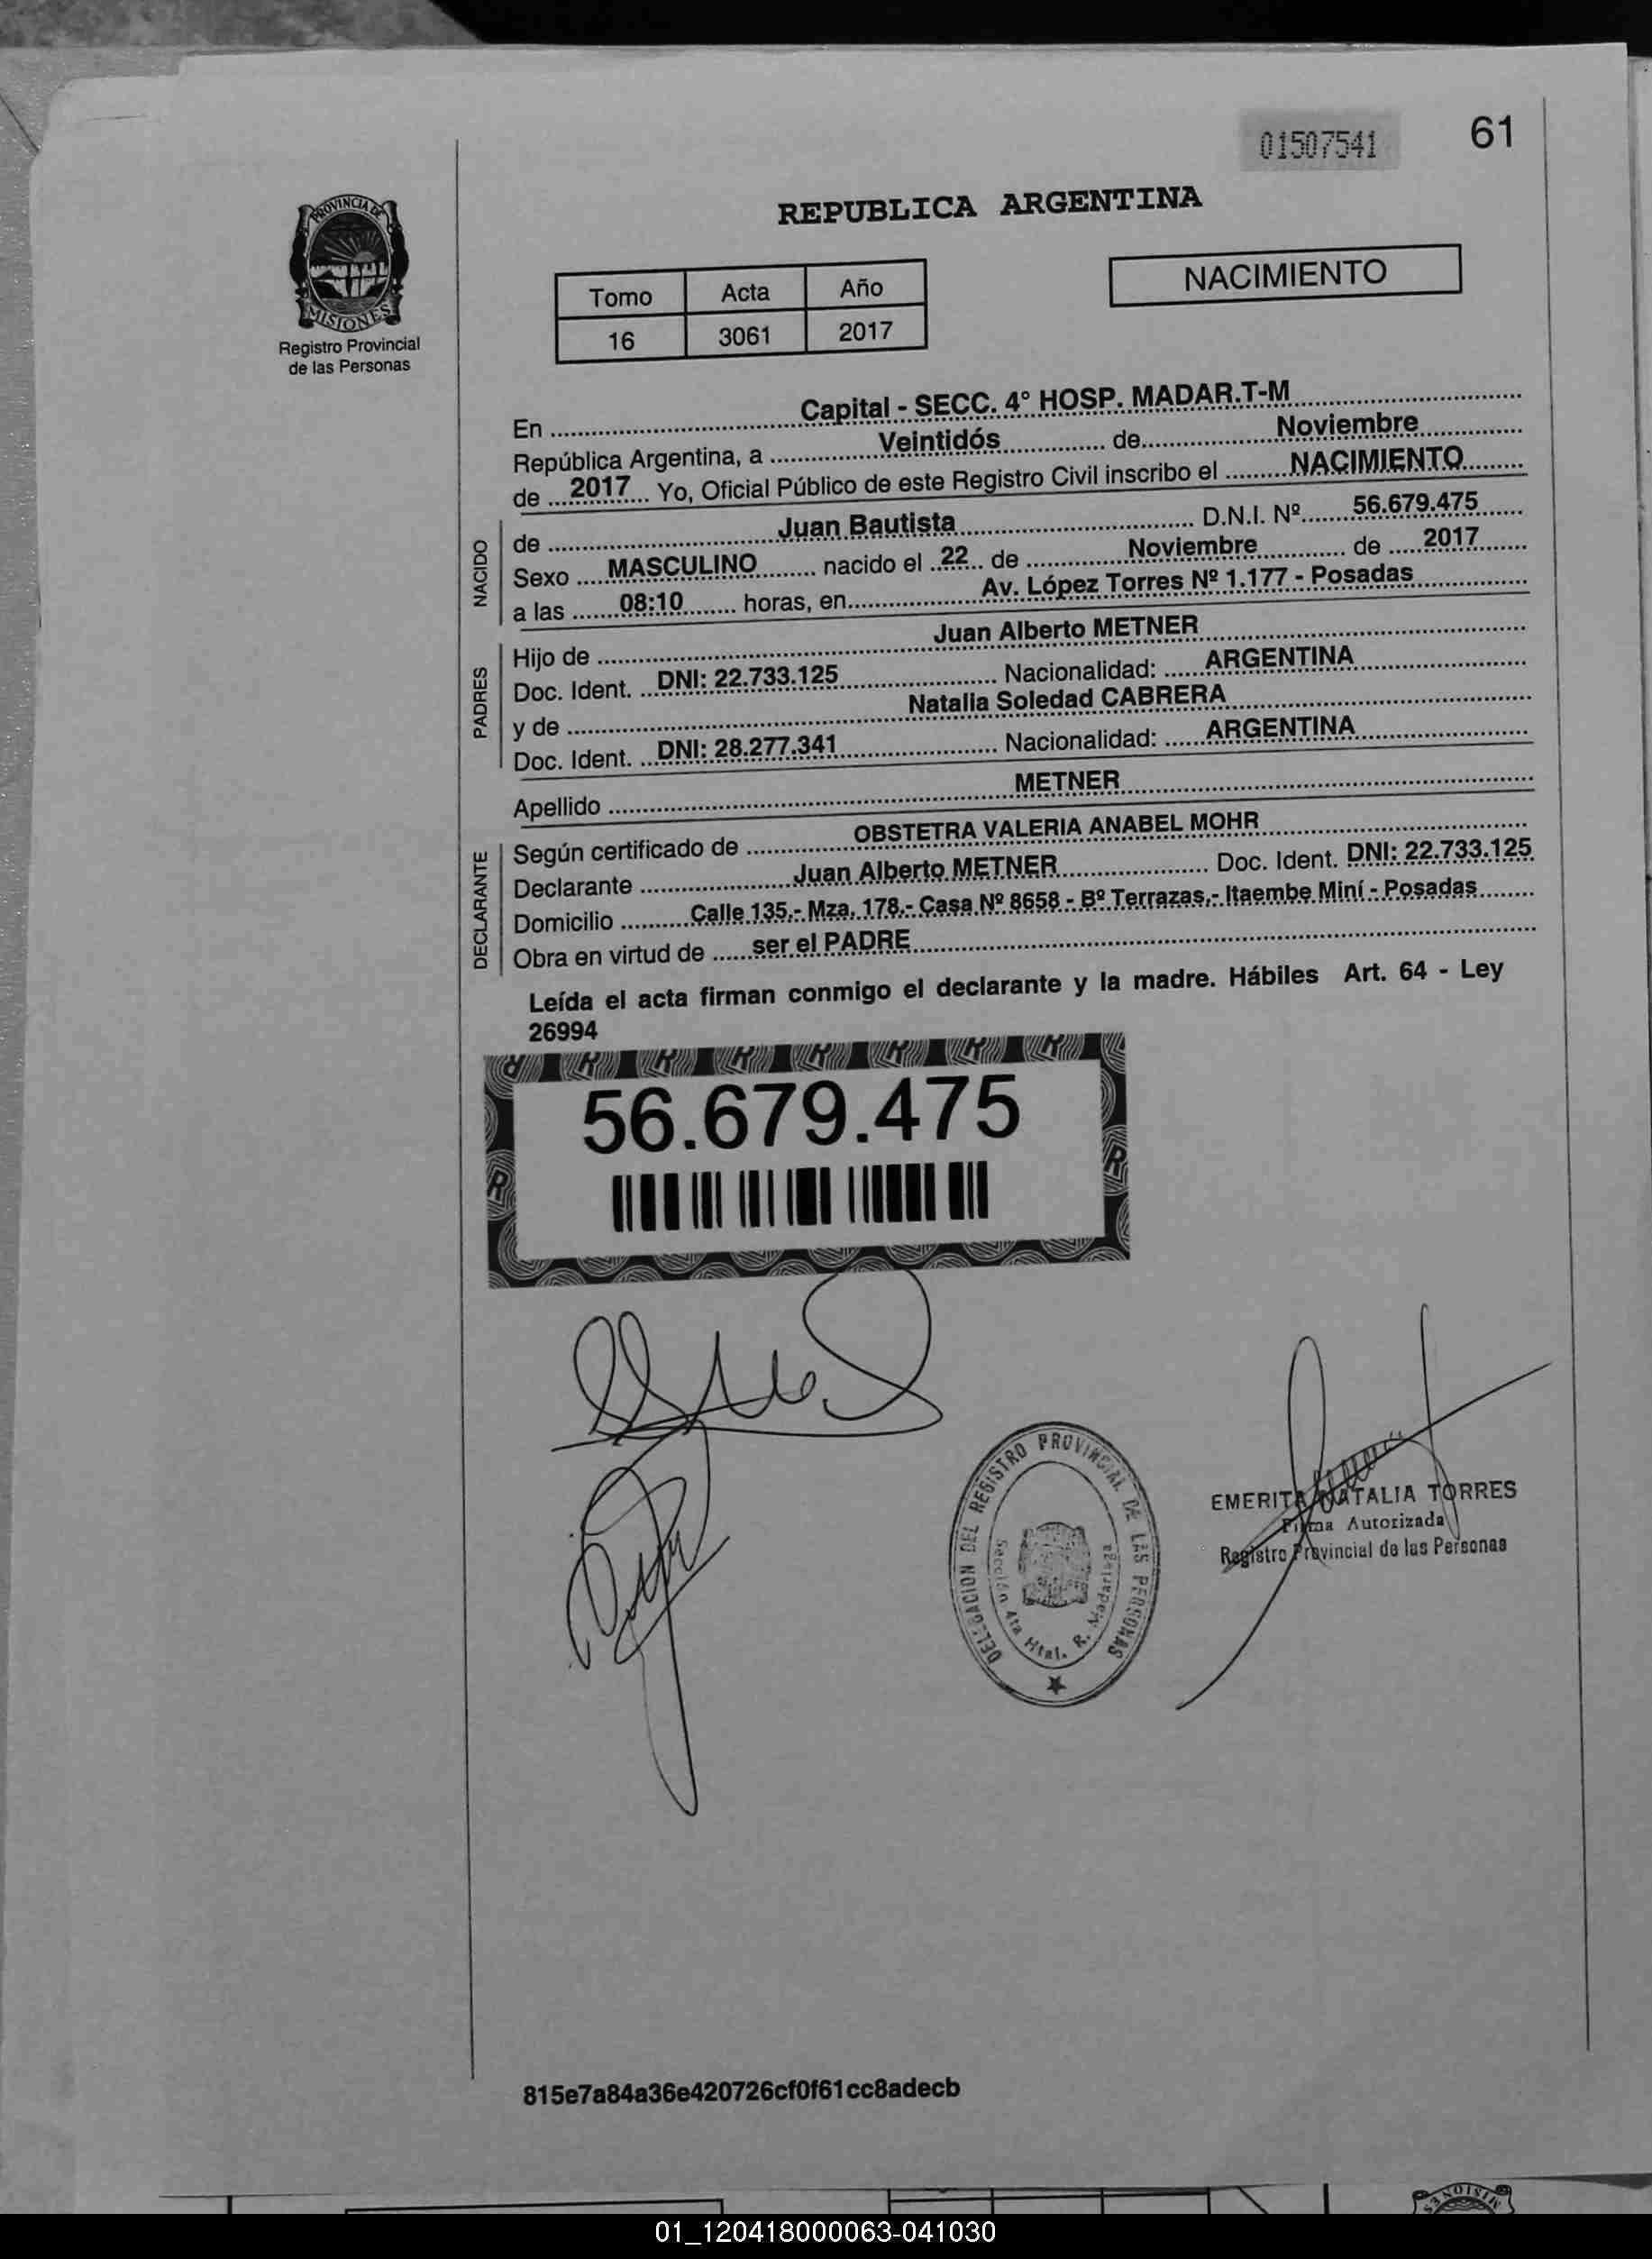 01507541
61
PROVINCIA DE
MISIONES
Registro Provincial
de las Personas
REPUBLICA ARGENTINA
Tomo Acta Año
16 3061 2017
NACIMIENTO
En Capital - SECC. 4° HOSP. MADAR.T-M
República Argentina, a Veintidós de Noviembre
de 2017 Yo, Oficial Público de este Registro Civil inscribo el NACIMIENTO
NACIDO
de Juan Bautista D.N.I. Nº 56.679.475
Sexo MASCULINO nacido el 22 de Noviembre de 2017
a las 08:10 horas, en Av. López Torres Nº 1.177 - Posadas
PADRES
Hijo de Juan Alberto METNER
Doc. Ident. DNI: 22.733.125 Nacionalidad: ARGENTINA
y de Natalia Soledad CABRERA
Doc. Ident. DNI: 28.277.341 Nacionalidad: ARGENTINA
Apellido METNER
DECLARANTE
Según certificado de OBSTETRA VALERIA ANABEL MOHR
Declarante Juan Alberto METNER Doc. Ident. DNI: 22.733.125
Domicilio Calle 135,- Mza. 178,- Casa Nº 8658 - Bº Terrazas,- Itaembe Miní - Posadas
Obra en virtud de ser el PADRE
Leída el acta firman conmigo el declarante y la madre. Hábiles Art. 64 - Ley
26994
56.679.475
DELEGACION DEL REGISTRO PROVINCIAL DE LAS PERSONAS
Sección 4ta Htal. R. Madariaga
EMERITA NATALIA TORRES
Firma Autorizada
Registro Provincial de las Personas
815e7a84a36e420726cf0f61cc8adecb
MISIONES
01_120418000063-041030